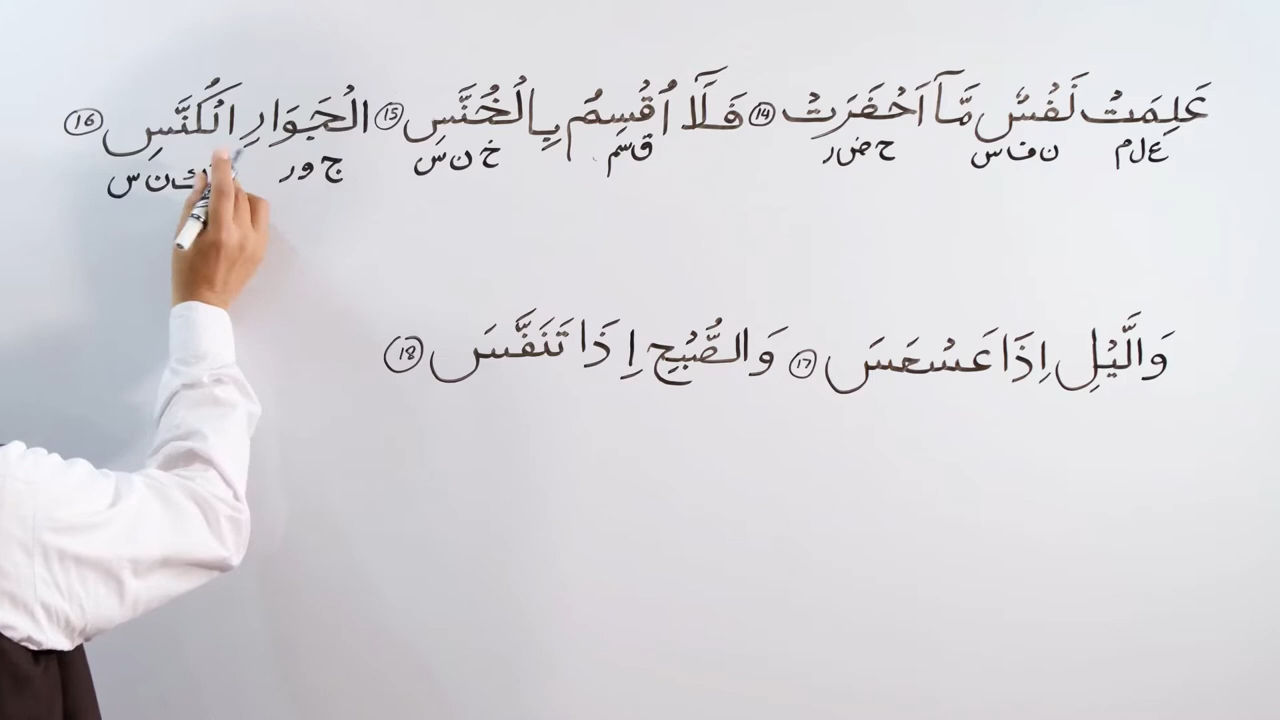 عَلِمَتْ نَفْسٌ مَّآ اَحْضَرَتْ ⑭ فَلَآ اُقْسِمُ بِالْخُنَّسِ ⑮ الْجَوَارِ الْكُنَّسِ ⑯
ع ل م ن ف س ح ض ر ق س م خ ن س ج و ر ك ن س
وَالَّيْلِ اِذَا عَسْعَسَ ⑰ وَالصُّبْحِ اِذَا تَنَفَّسَ ⑱